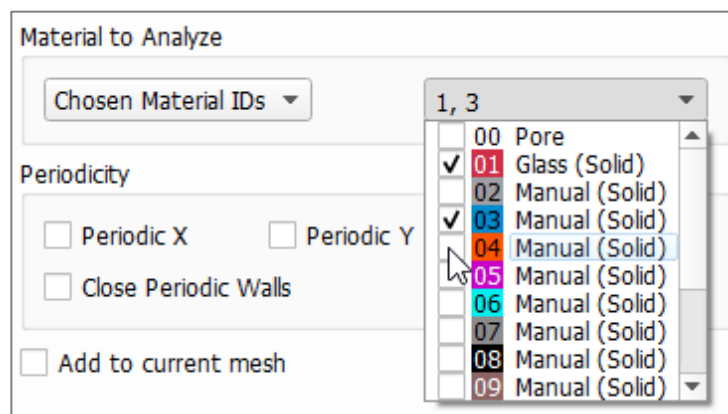 Material to Analyze
Chosen Material IDs
1, 3
00 Pore
01 Glass (Solid)
02 Manual (Solid)
03 Manual (Solid)
04 Manual (Solid)
05 Manual (Solid)
06 Manual (Solid)
07 Manual (Solid)
08 Manual (Solid)
09 Manual (Solid)
Periodicity
Periodic X
Periodic Y
Close Periodic Walls
Add to current mesh